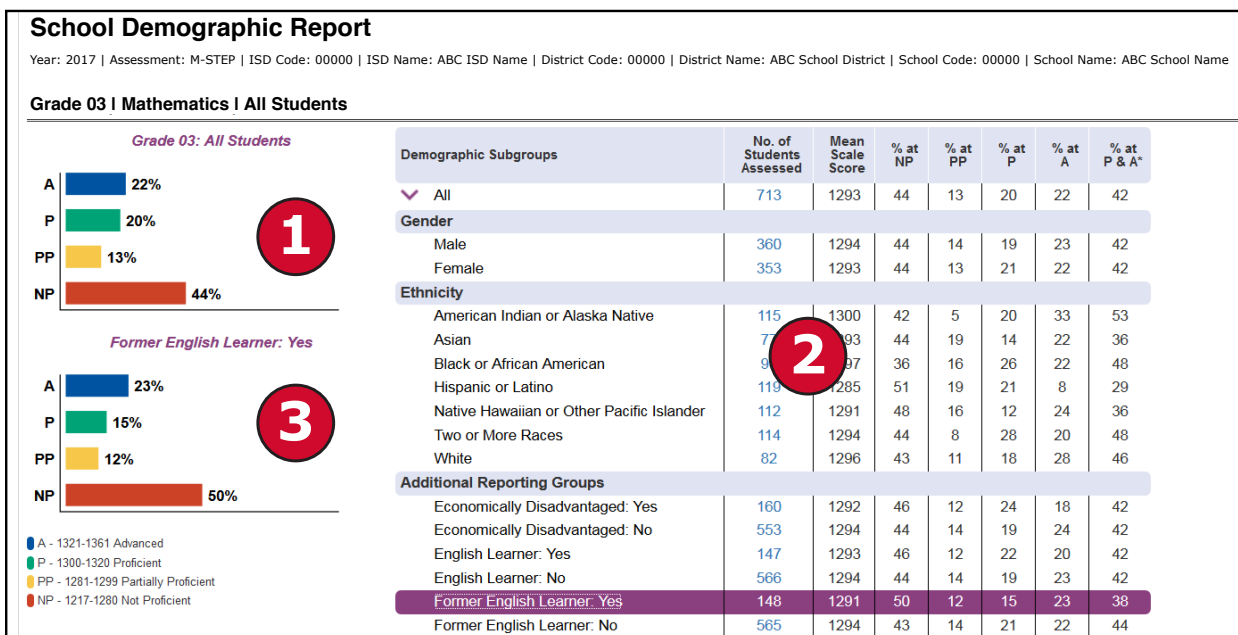 School Demographic Report
Year: 2017 | Assessment: M-STEP | ISD Code: 00000 | ISD Name: ABC ISD Name | District Code: 00000 | District Name: ABC School District | School Code: 00000 | School Name: ABC School Name
Grade 03 | Mathematics | All Students
Grade 03: All Students
A 22%
P 20%
PP 13%
NP 44%
1
Former English Learner: Yes
A 23%
P 15%
PP 12%
NP 50%
3
A - 1321-1361 Advanced
P - 1300-1320 Proficient
PP - 1281-1299 Partially Proficient
NP - 1217-1280 Not Proficient
Demographic Subgroups No. of Students Assessed Mean Scale Score % at NP % at PP % at P % at A % at P & A*
All 713 1293 44 13 20 22 42
Gender
Male 360 1294 44 14 19 23 42
Female 353 1293 44 13 21 22 42
Ethnicity
American Indian or Alaska Native 115 1300 42 5 20 33 53
Asian 44 19 14 22 36
Black or African American 36 16 26 22 48
Hispanic or Latino 119 1285 51 19 21 8 29
Native Hawaiian or Other Pacific Islander 112 1291 48 16 12 24 36
Two or More Races 114 1294 44 8 28 20 48
White 82 1296 43 11 18 28 46
2
Additional Reporting Groups
Economically Disadvantaged: Yes 160 1292 46 12 24 18 42
Economically Disadvantaged: No 553 1294 44 14 19 24 42
English Learner: Yes 147 1293 46 12 22 20 42
English Learner: No 566 1294 44 14 19 23 42
Former English Learner: Yes 148 1291 50 12 15 23 38
Former English Learner: No 565 1294 43 14 21 22 44